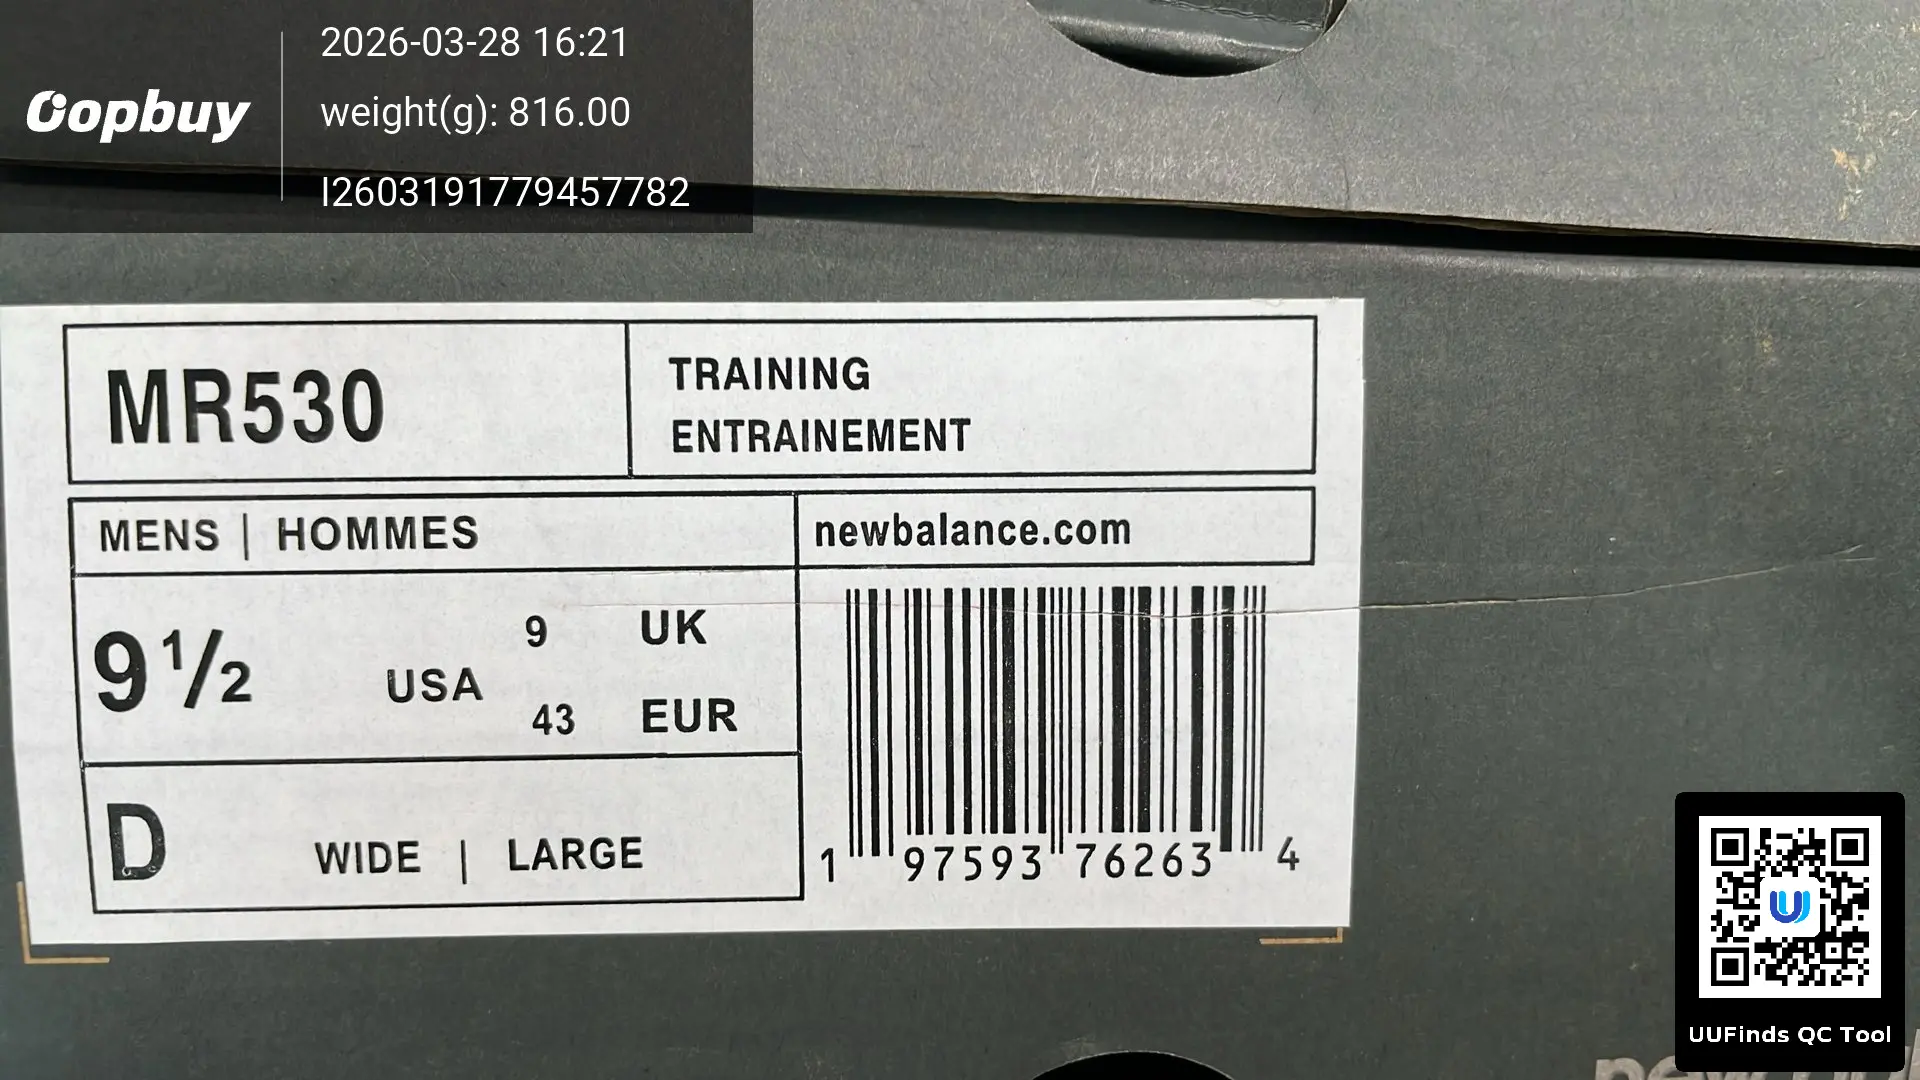 Oopbuy
2026-03-28 16:21
weight(g): 816.00
I2603191779457782
MR530
TRAINING
ENTRAINEMENT
MENS | HOMMES
newbalance.com
9 1/2 USA
9 UK
43 EUR
D WIDE | LARGE
1 97593 76263 4
UUFinds QC Tool